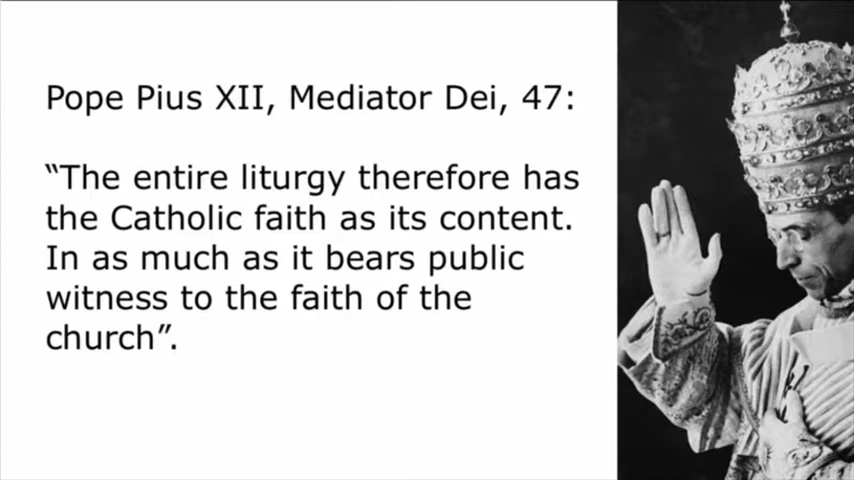 Pope Pius XII, Mediator Dei, 47:
“The entire liturgy therefore has
the Catholic faith as its content.
In as much as it bears public
witness to the faith of the
church”.